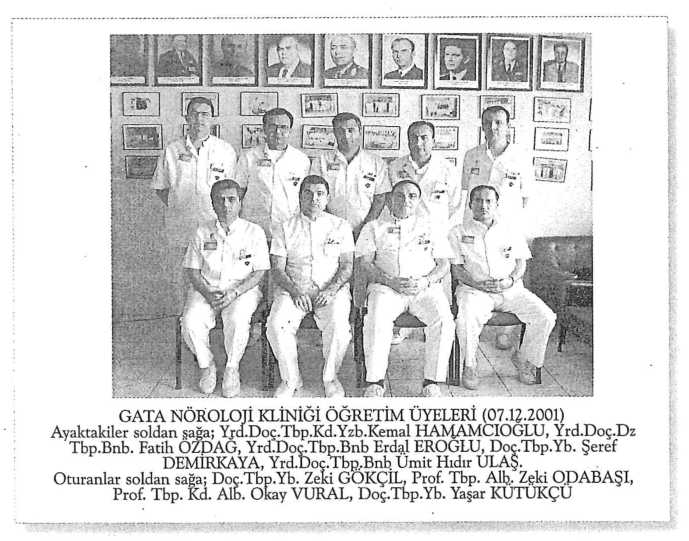 GATA NÖROLOJİ KLİNİĞİ ÖĞRETİM ÜYELERİ (07.12.2001)
Ayaktakiler soldan sağa; Yrd.Doç.Tbp.Kd.Yzb.Kemal HAMAMCIOĞLU, Yrd.Doç.Dz
Tbp.Bnb. Fatih ÖZDAĞ, Yrd.Doç.Tbp.Bnb Erdal EROĞLU, Doç.Tbp.Yb. Şeref
DEMİRKAYA, Yrd.Doç.Tbp.Bnb Ümit Hıdır ULAŞ.
Oturanlar soldan sağa; Doç.Tbp.Yb. Zeki GÖKÇİL, Prof. Tbp. Alb. Zeki ODABAŞI,
Prof. Tbp. Kd. Alb. Okay VURAL, Doç.Tbp.Yb. Yaşar KÜTÜKÇÜ